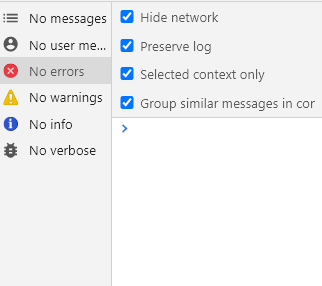 No messages
No user me...
No errors
No warnings
No info
No verbose
Hide network
Preserve log
Selected context only
Group similar messages in cor